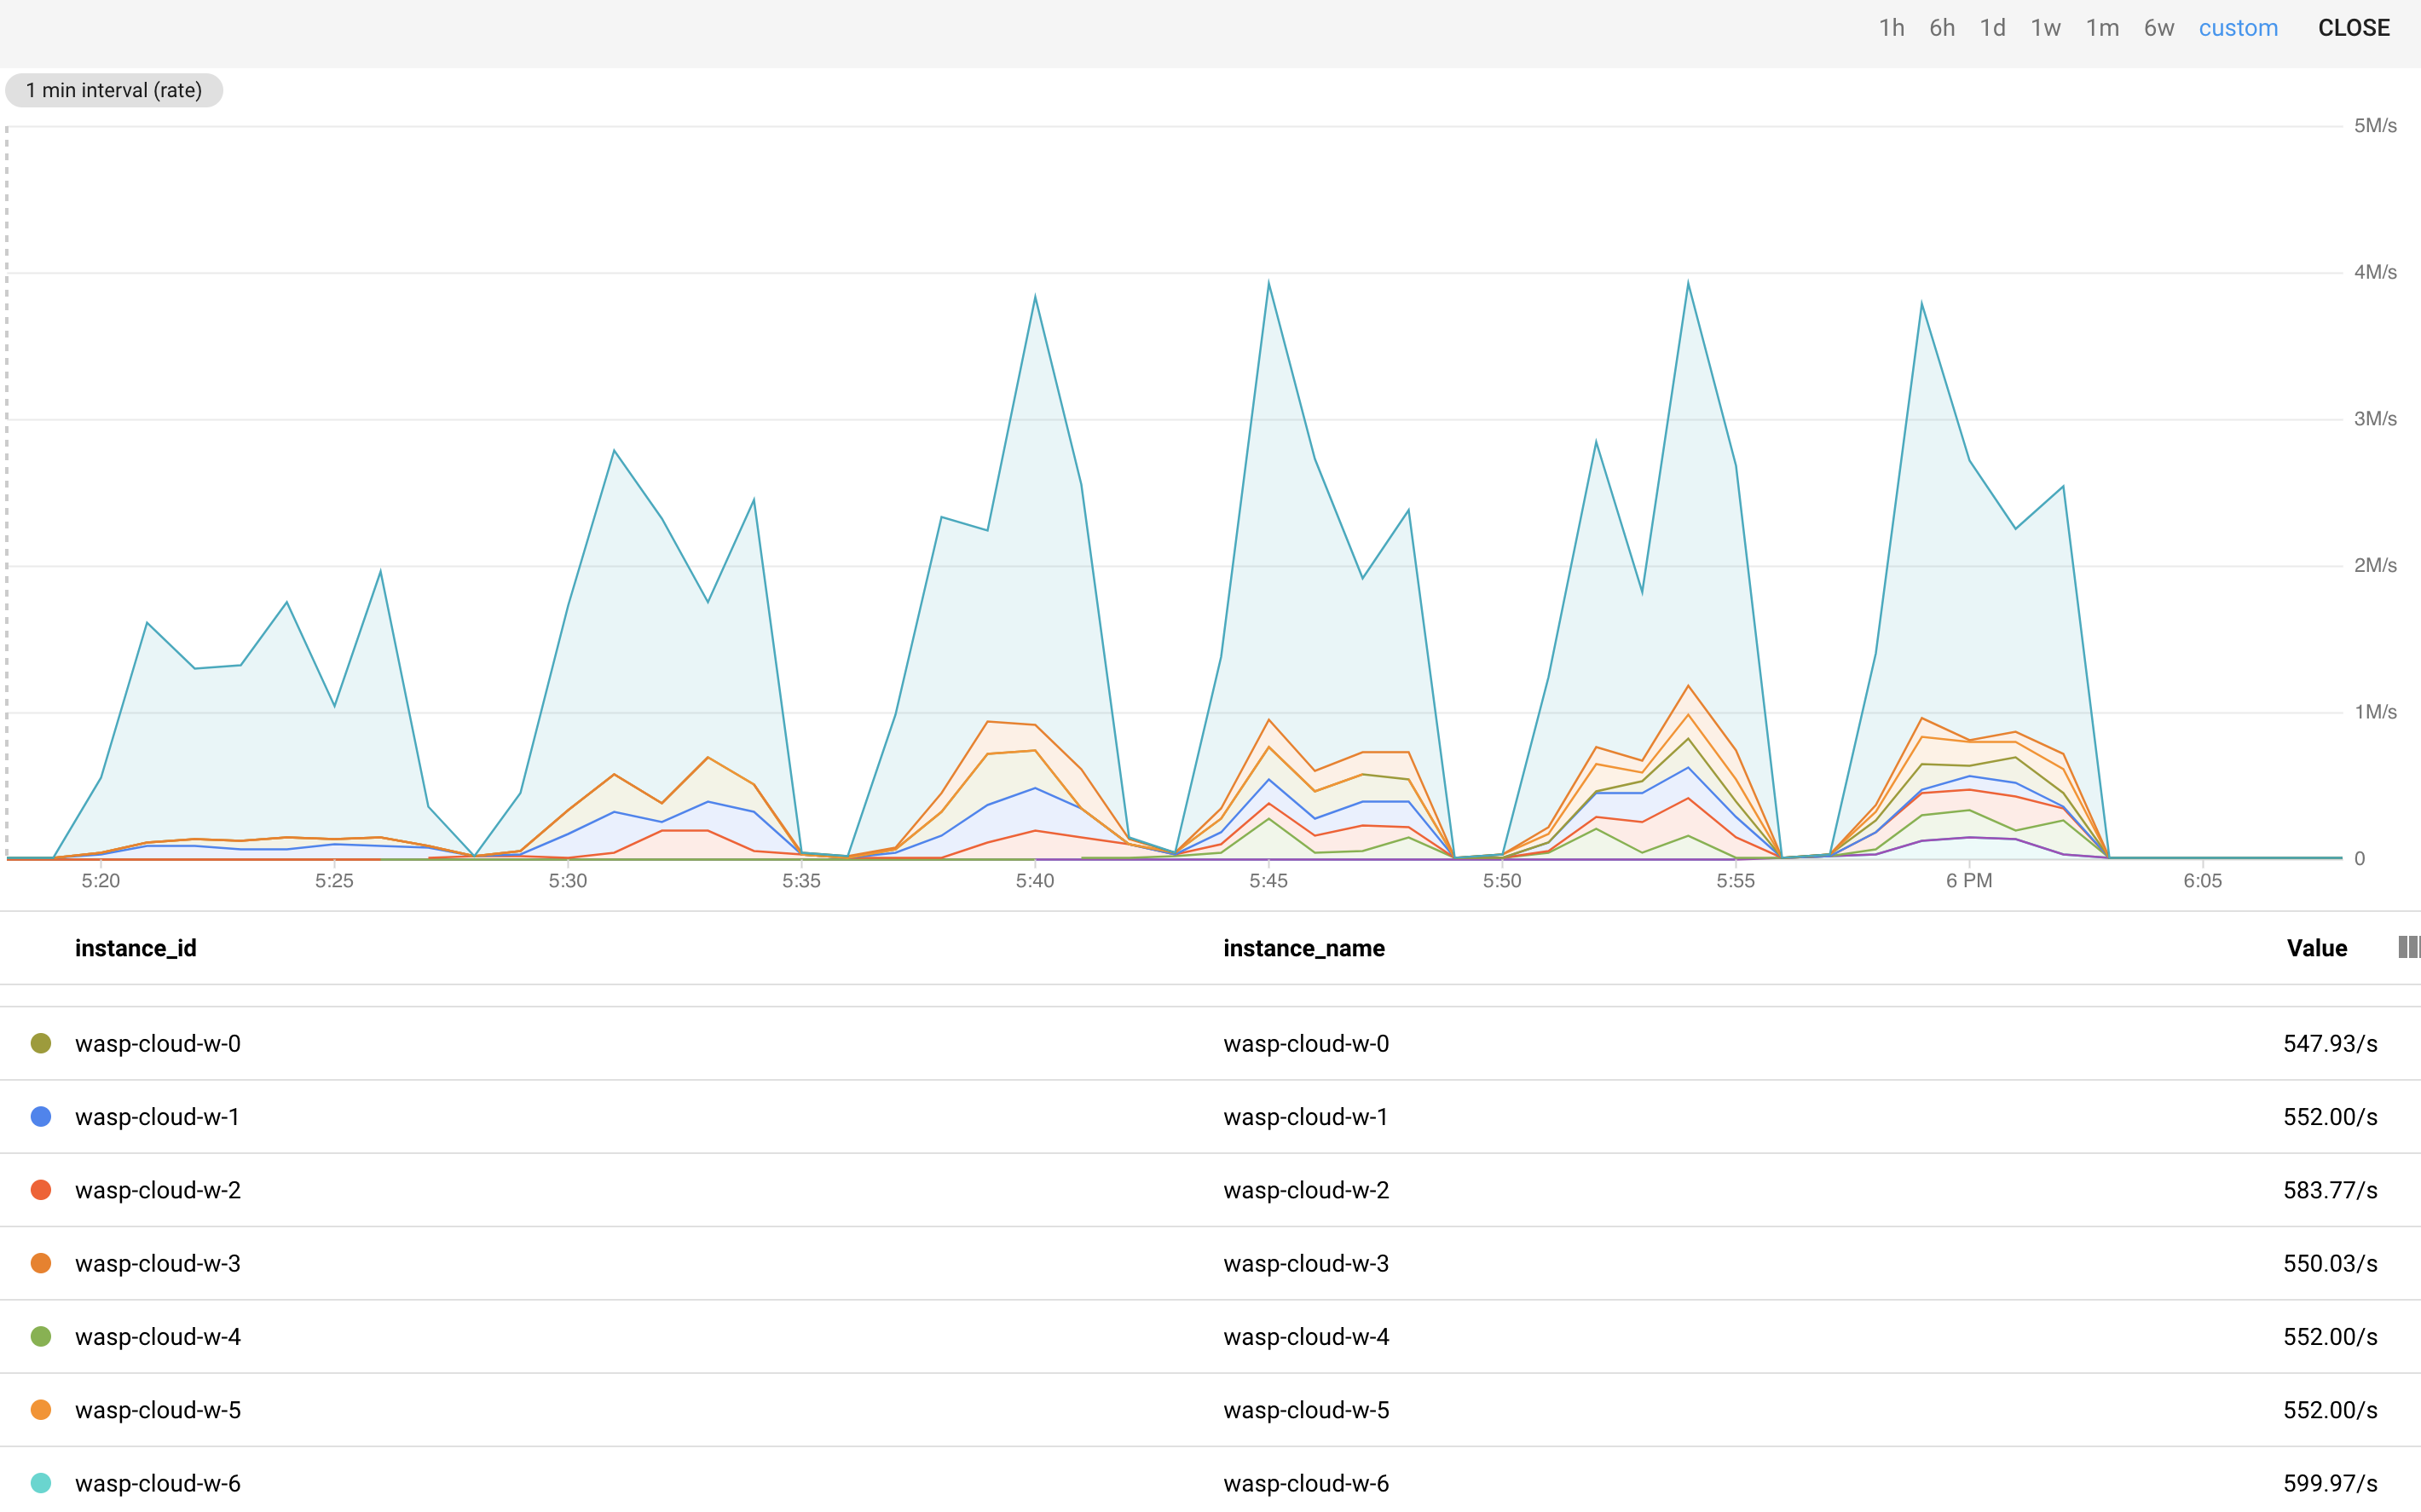 1h 6h 1d 1w 1m 6w custom CLOSE
1 min interval (rate)
5M/s
4M/s
3M/s
2M/s
1M/s
0
5:20 5:25 5:30 5:35 5:40 5:45 5:50 5:55 6 PM 6:05
instance_id instance_name Value
wasp-cloud-w-0 wasp-cloud-w-0 547.93/s
wasp-cloud-w-1 wasp-cloud-w-1 552.00/s
wasp-cloud-w-2 wasp-cloud-w-2 583.77/s
wasp-cloud-w-3 wasp-cloud-w-3 550.03/s
wasp-cloud-w-4 wasp-cloud-w-4 552.00/s
wasp-cloud-w-5 wasp-cloud-w-5 552.00/s
wasp-cloud-w-6 wasp-cloud-w-6 599.97/s